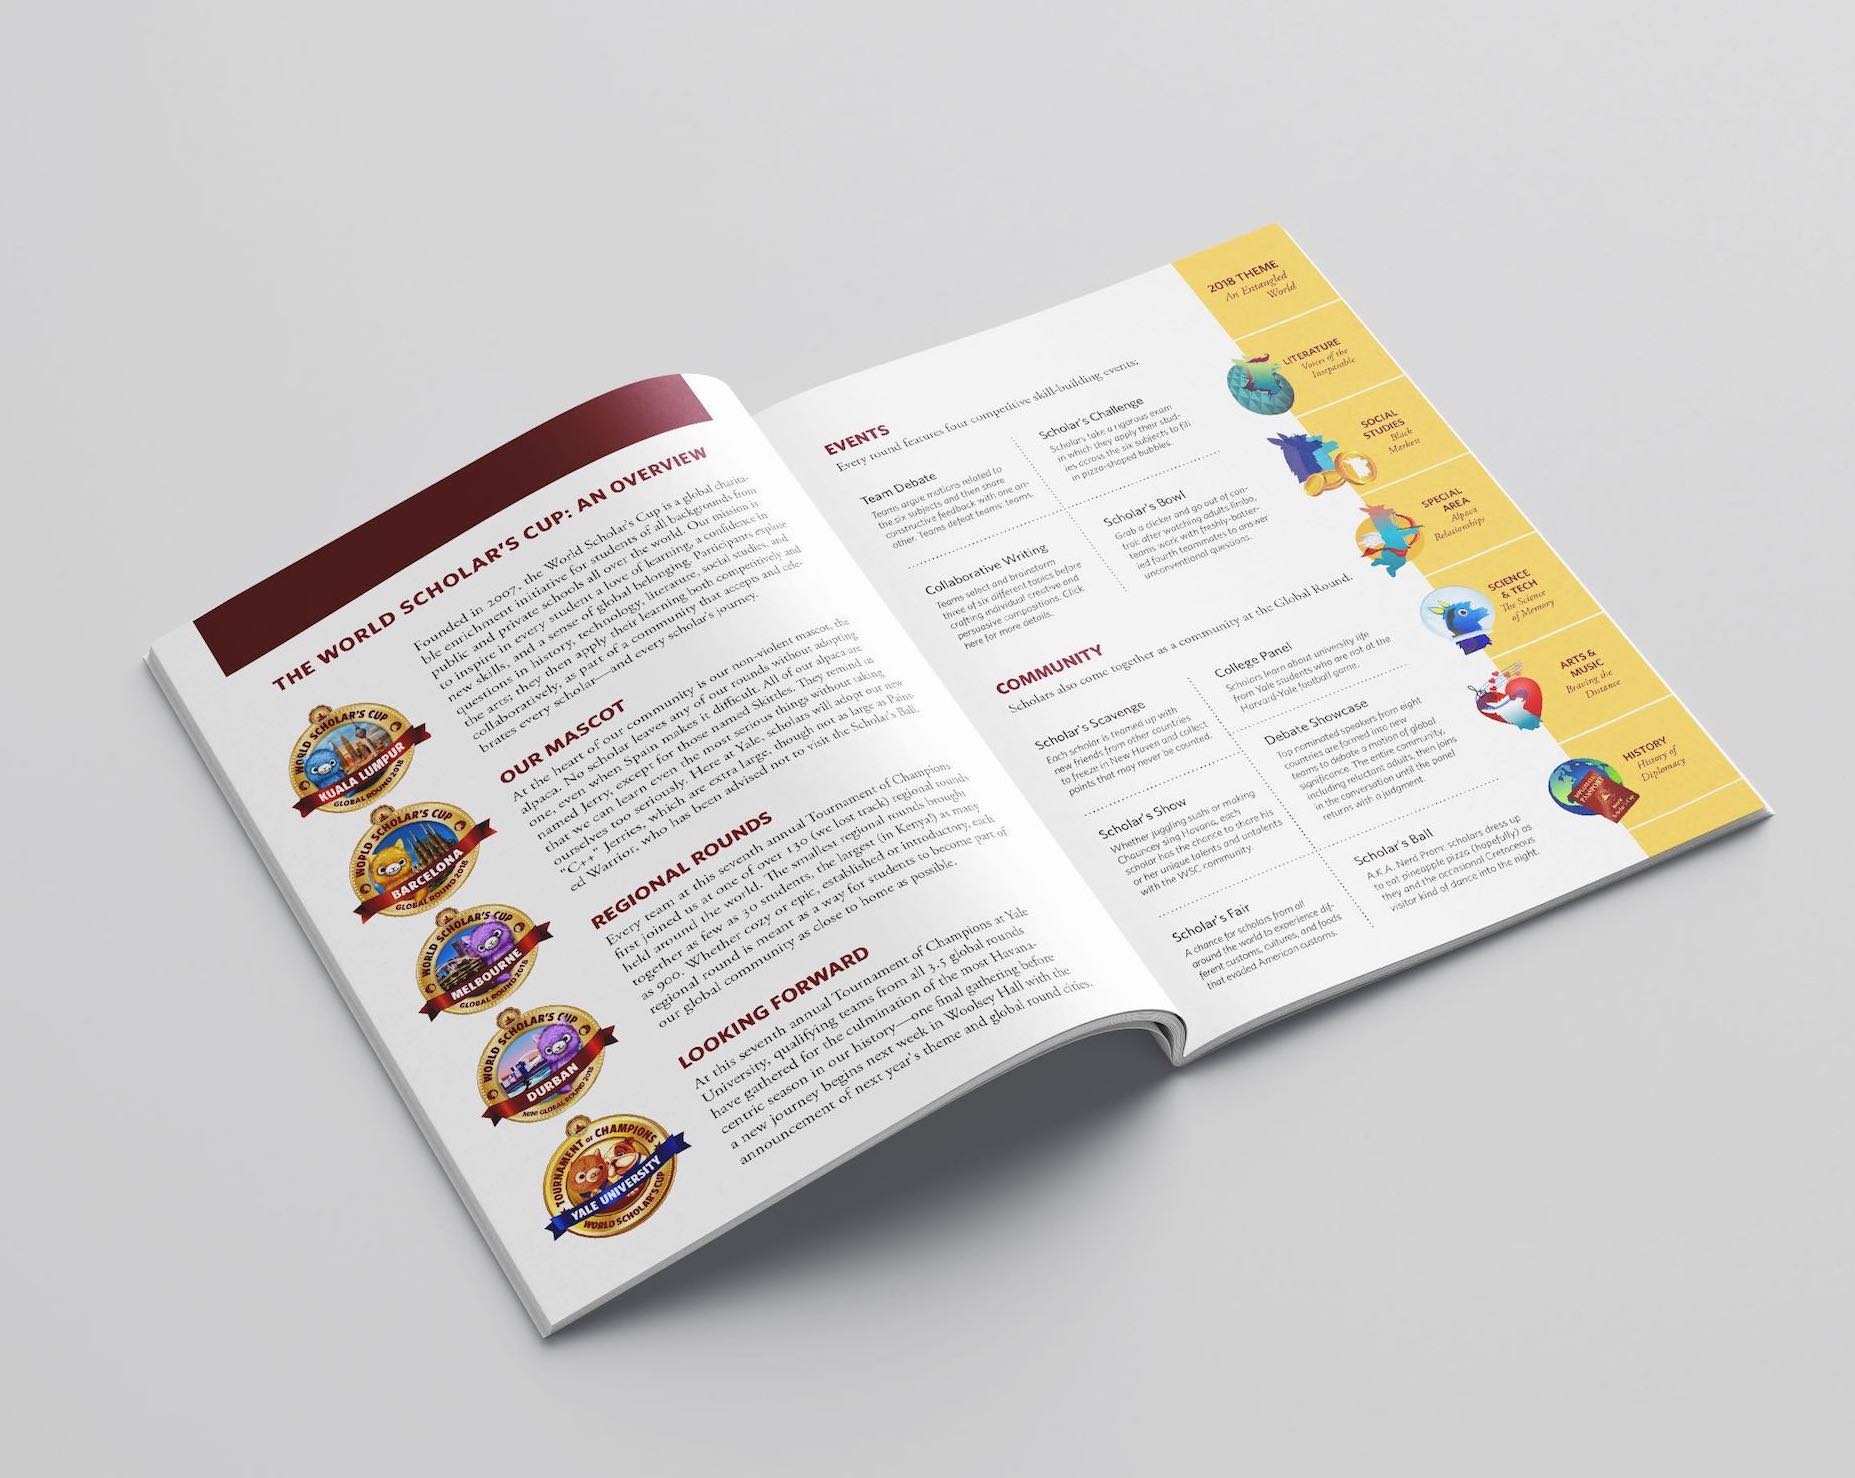 THE WORLD SCHOLAR'S CUP: AN OVERVIEW
Founded in 2007, the World Scholar's Cup is a global charita-
ble enrichment initiative for students of all backgrounds from
public and private schools all over the world. Our mission is
to inspire in every student a love of learning, a confidence in
new skills, and a sense of global belonging. Participants explore
questions in history, technology, literature, social studies, and
the arts; they then apply their learning both competitively and
collaboratively, as part of a community that accepts and cele-
brates every scholar—and every scholar's journey.
OUR MASCOT
At the heart of our community is our non-violent mascot, the
alpaca. No scholar leaves any of our rounds without adopting
one, even when Spain makes it difficult. All of our alpaca are
named Jerry, except for those named Skittles. They remind us
that we can learn even the most serious things without taking
ourselves too seriously. Here at Yale, scholars will adopt our new
"C++" Jerries, which are extra large, though not as large as Pain-
ed Warrior, who has been advised not to visit the Scholar's Ball.
REGIONAL ROUNDS
Every team at this seventh annual Tournament of Champions
first joined us at one of over 130 (we lost track) regional rounds
held around the world. The smallest regional rounds brought
together as few as 30 students, the largest (in Kenya!) as many
as 900. Whether cozy or epic, established or introductory, each
regional round is meant as a way for students to become part of
our global community as close to home as possible.
LOOKING FORWARD
At this seventh annual Tournament of Champions at Yale
University, qualifying teams from all 3.5 global rounds
have gathered for the culmination of the most Havana-
centric season in our history—one final gathering before
a new journey begins next week in Woolsey Hall with the
announcement of next year's theme and global round cities.
WORLD SCHOLAR'S CUP
KUALA LUMPUR
GLOBAL ROUND 2018
WORLD SCHOLAR'S CUP
BARCELONA
GLOBAL ROUND 2018
WORLD SCHOLAR'S CUP
MELBOURNE
GLOBAL ROUND 2018
WORLD SCHOLAR'S CUP
DURBAN
MINI GLOBAL ROUND 2018
TOURNAMENT OF CHAMPIONS
YALE UNIVERSITY
WORLD SCHOLAR'S CUP
EVENTS
Every round features four competitive skill-building events:
Team Debate
Teams argue motions related to
the six subjects and then share
constructive feedback with one an-
other. Teams defeat teams: teams.
Scholar's Challenge
Scholars take a rigorous exam
in which they apply their stud-
ies across the six subjects to fill
in pizza-shaped bubbles.
Collaborative Writing
Teams select and brainstorm
three of six different topics before
crafting individual creative and
persuasive compositions. Click
here for more details.
Scholar's Bowl
Grab a clicker and go out of con-
trol: after watching adults limbo,
teams work with freshly-batter-
ied fourth teammates to answer
unconventional questions.
COMMUNITY
Scholars also come together as a community at the Global Round.
Scholar's Scavenge
Each scholar is teamed up with
new friends from other countries
to freeze in New Haven and collect
points that may never be counted.
College Panel
Scholars learn about university life
from Yale students who are not at the
Harvard-Yale football game.
Scholar's Show
Whether juggling sushi or making
Chauncey sing Havana, each
scholar has the chance to share his
or her unique talents and untalents
with the WSC community.
Debate Showcase
Top nominated speakers from eight
countries are formed into new
teams to debate a motion of global
significance. The entire community,
including reluctant adults, then joins
in the conversation until the panel
returns with a judgment.
Scholar's Fair
A chance for scholars from all
around the world to experience dif-
ferent customs, cultures, and foods
that evaded American customs.
Scholar's Ball
A.K.A. Nerd Prom: scholars dress up
to eat pineapple pizza (hopefully) as
they and the occasional Cretaceous
visitor kind of dance into the night.
2018 THEME
An Entangled
World
LITERATURE
Voices of the
Inseparable
SOCIAL
STUDIES
Black
Markets
SPECIAL
AREA
Alpaca
Relationships
SCIENCE
& TECH
The Science
of Memory
ARTS &
MUSIC
Braving the
Distance
HISTORY
History of
Diplomacy
PASSPORT